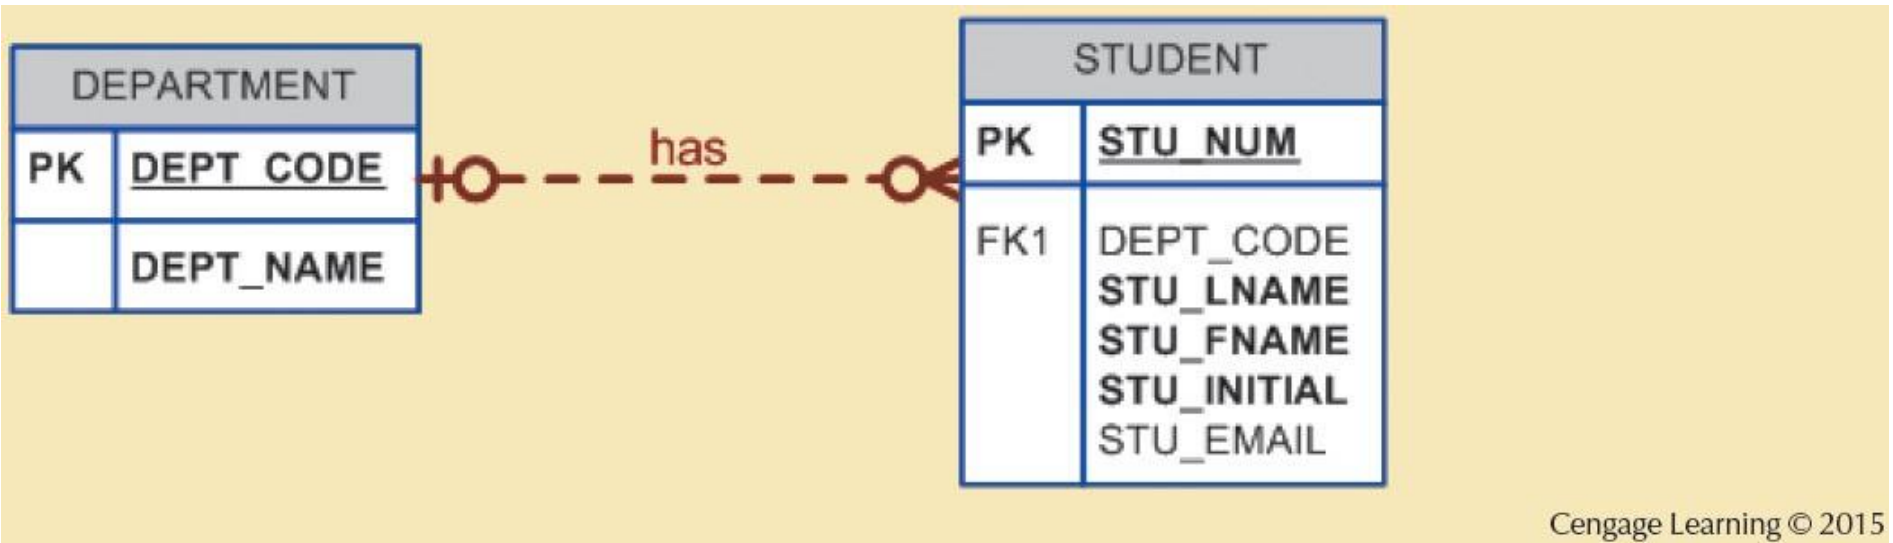 DEPARTMENT
PK DEPT_CODE
DEPT_NAME
has
STUDENT
PK STU_NUM
FK1 DEPT_CODE
STU_LNAME
STU_FNAME
STU_INITIAL
STU_EMAIL
Cengage Learning © 2015